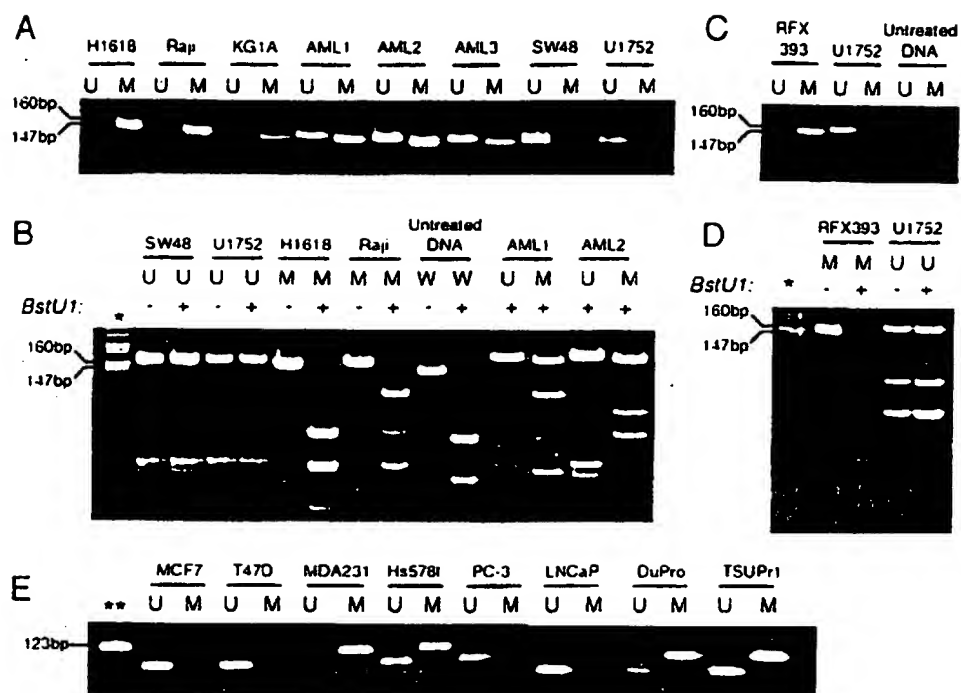 A
H1618 Raji KG1A AML1 AML2 AML3 SW48 U1752
U M U M U M U M U M U M U M U M
160bp
147bp
C
RFX
393 U1752 Untreated
DNA
U M U M U M
160bp
147bp
B
SW48 U1752 H1618 Raji Untreated
DNA AML1 AML2
U U U U M M M M W W U M U M
BstU1: - + - + - + - + - + + + + +
*
160bp
147bp
D
RFX393 U1752
M M U U
BstU1: * - + - +
160bp
147bp
E
MCF7 T47D MDA231 Hs578t PC-3 LNCaP DuPro TSUPr1
** U M U M U M U M U M U M U M U M
123bp